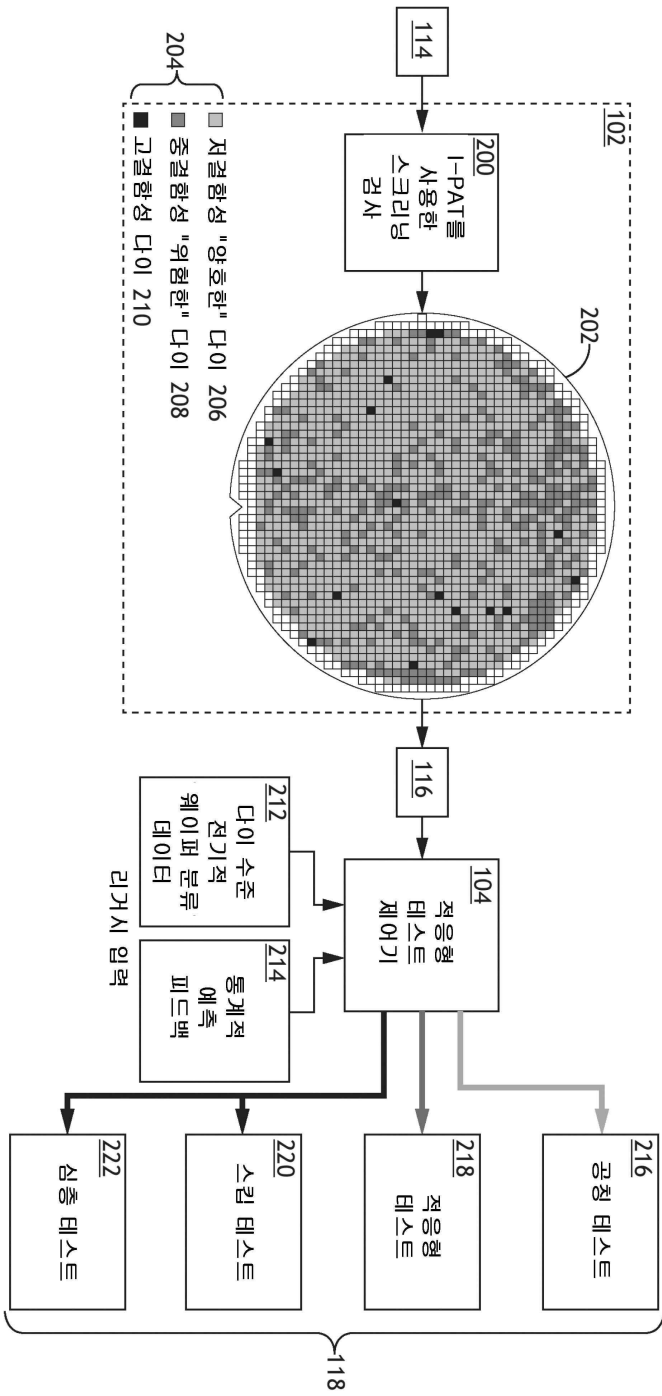 102
114
200
I-PAT를
사용한
스크리닝
검사
202
204
저결함성 "양호한" 다이 206
중결함성 "위험한" 다이 208
고결함성 다이 210
116
104
적응형
테스트
제어기
212
다이 수준
전기적
웨이퍼 분류
데이터
214
통계적
예측
피드백
리거시 입력
216
공칭 테스트
218
적응형
테스트
220
스킵 테스트
222
심층 테스트
118